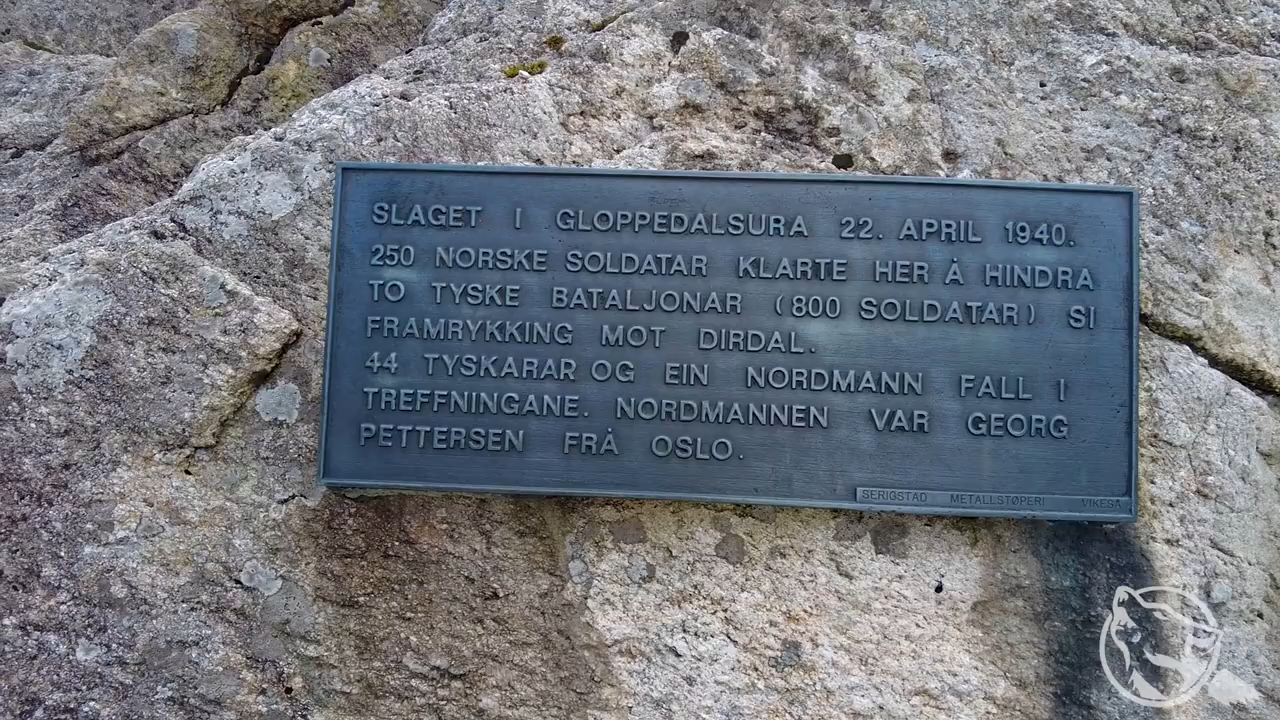 SLAGET I GLOPPEDALSURA 22. APRIL 1940.
250 NORSKE SOLDATAR KLARTE HER Å HINDRA
TO TYSKE BATALJONAR (800 SOLDATAR) SI
FRAMRYKKING MOT DIRDAL.
44 TYSKARAR OG EIN NORDMANN FALL I
TREFFNINGANE. NORDMANNEN VAR GEORG
PETTERSEN FRÅ OSLO.
SERIGSTAD METALLSTØPERI VIKESÅ